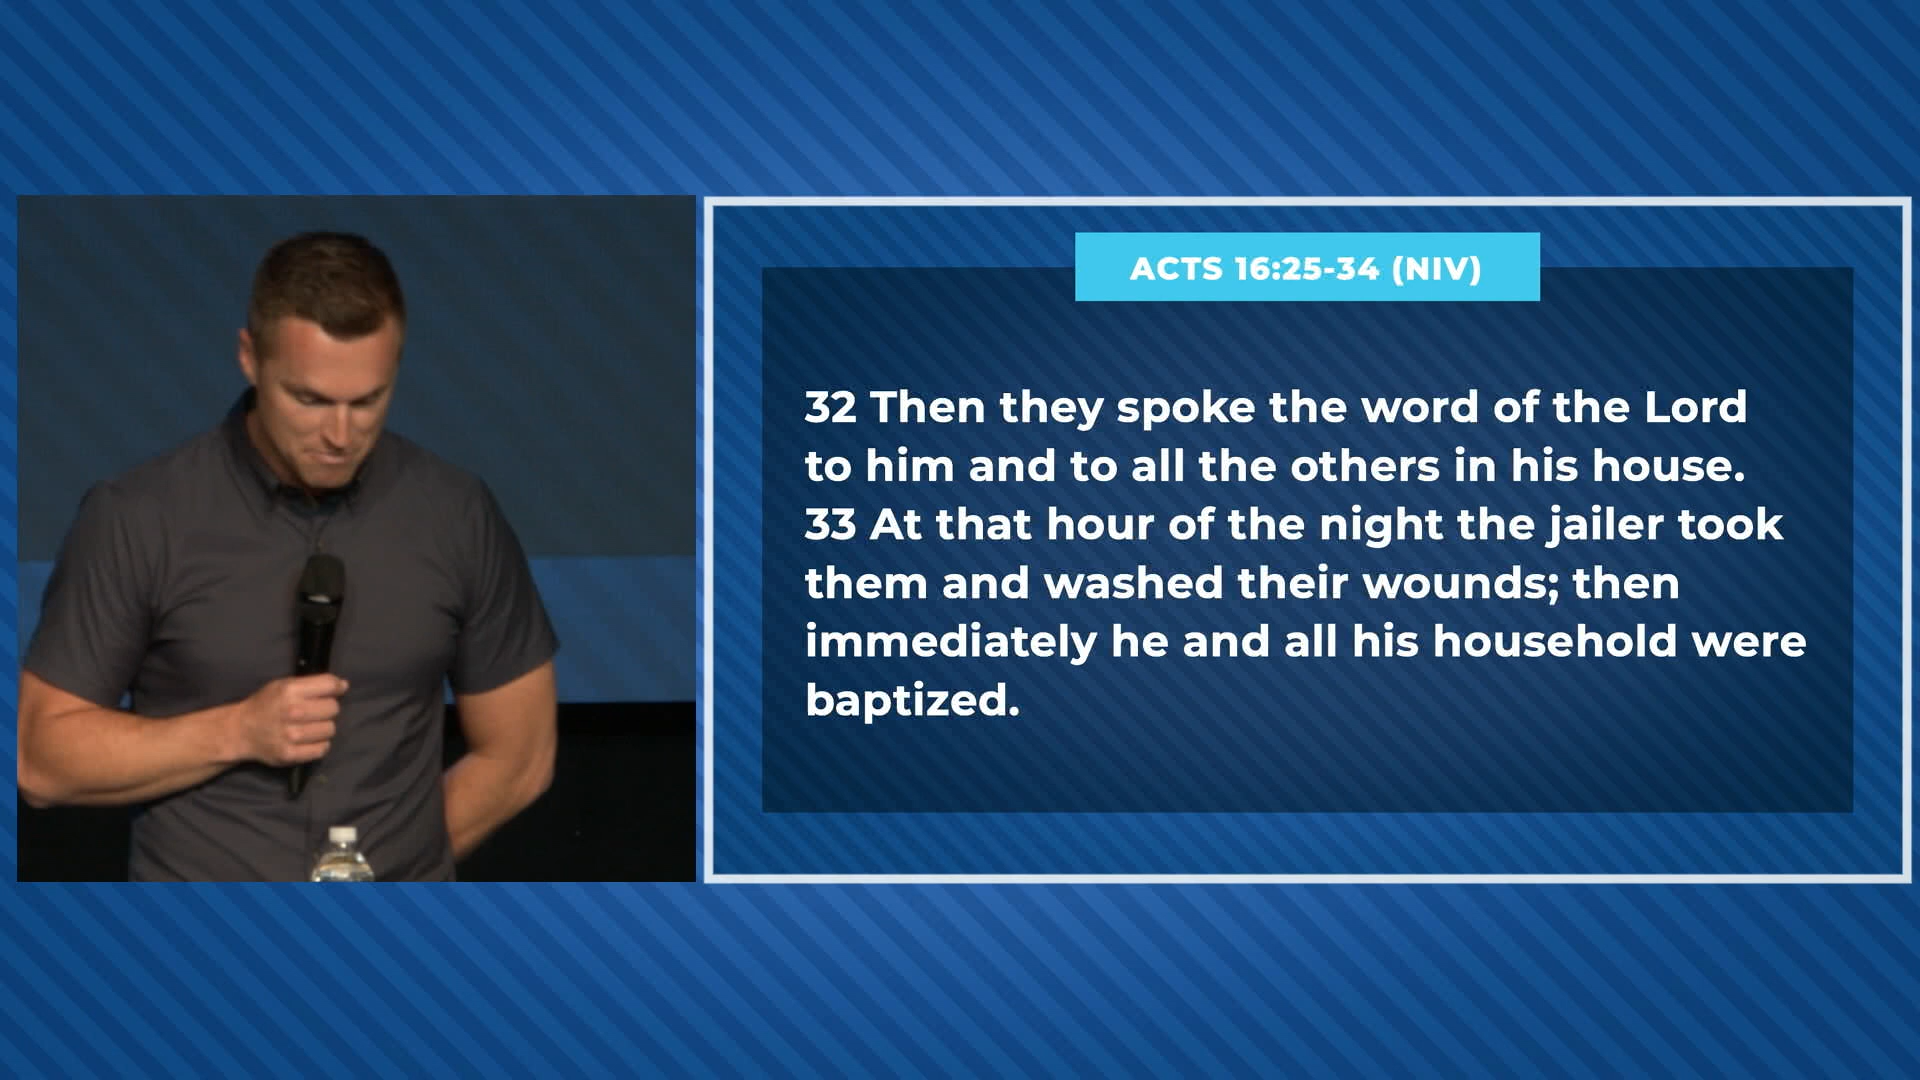 ACTS 16:25-34 (NIV)
32 Then they spoke the word of the Lord
to him and to all the others in his house.
33 At that hour of the night the jailer took
them and washed their wounds; then
immediately he and all his household were
baptized.